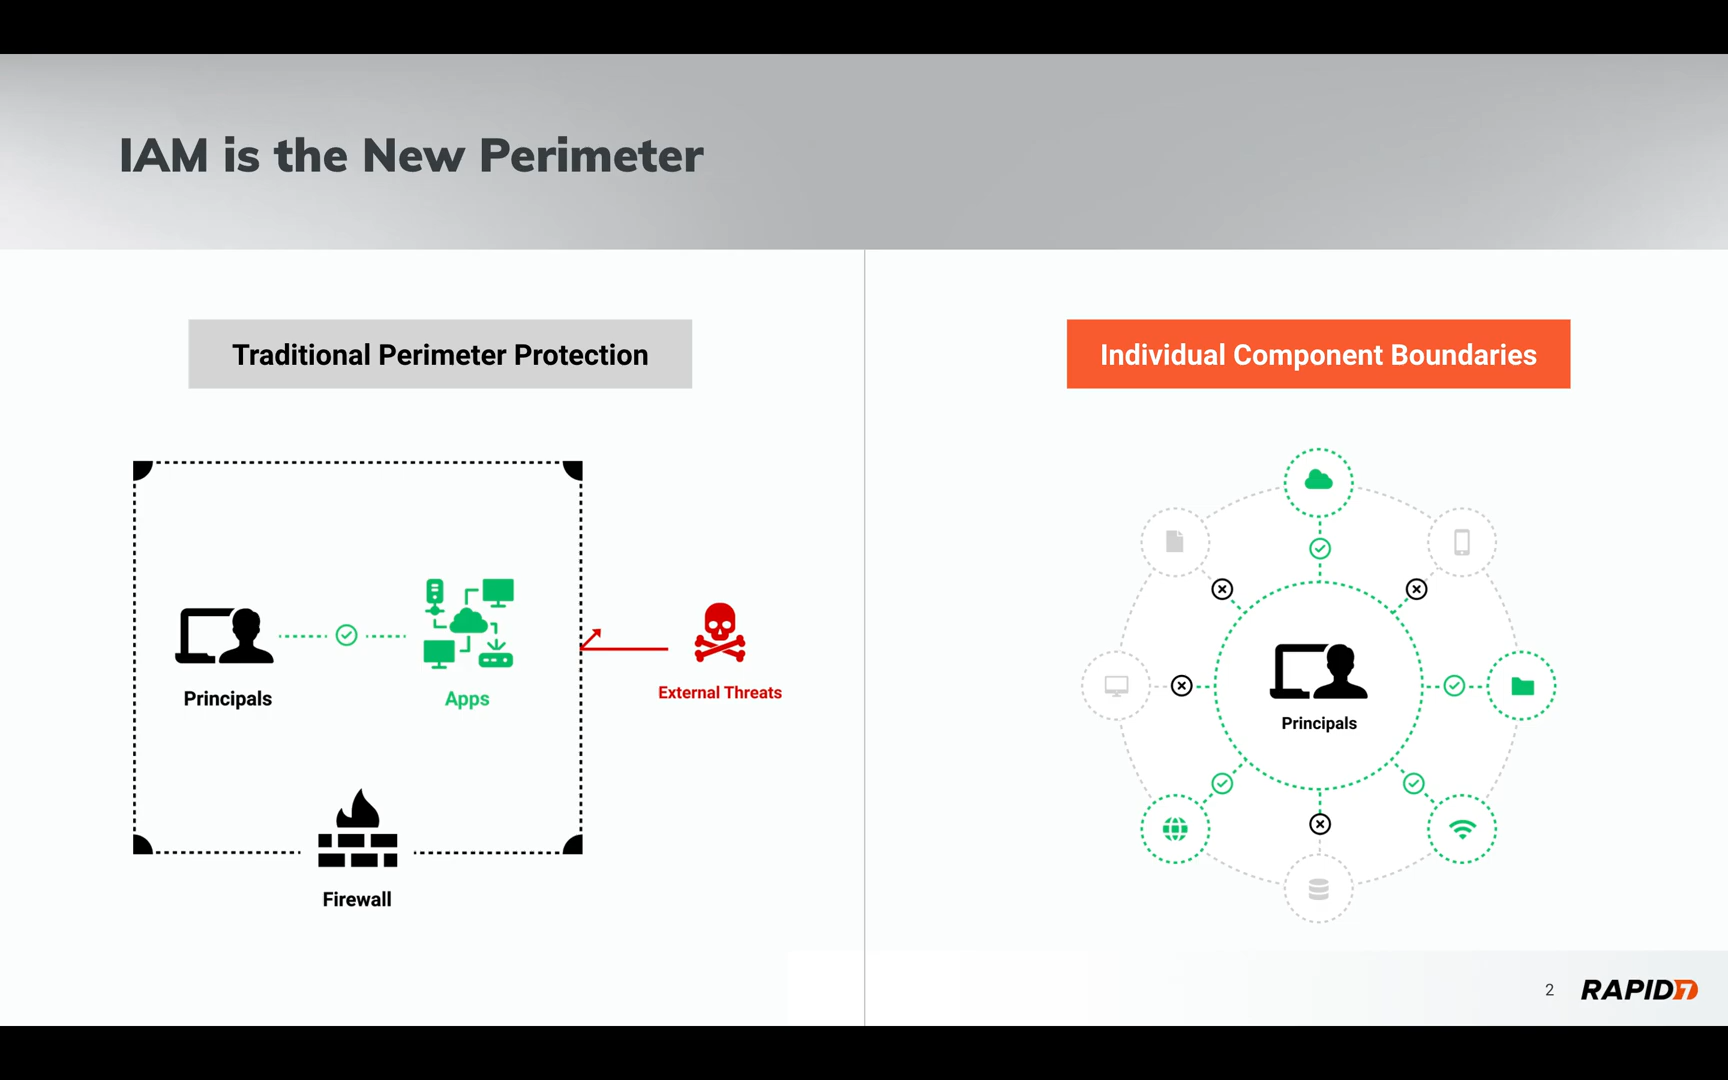 IAM is the New Perimeter
Traditional Perimeter Protection
Principals
Apps
External Threats
Firewall
Individual Component Boundaries
Principals
2
RAPID7